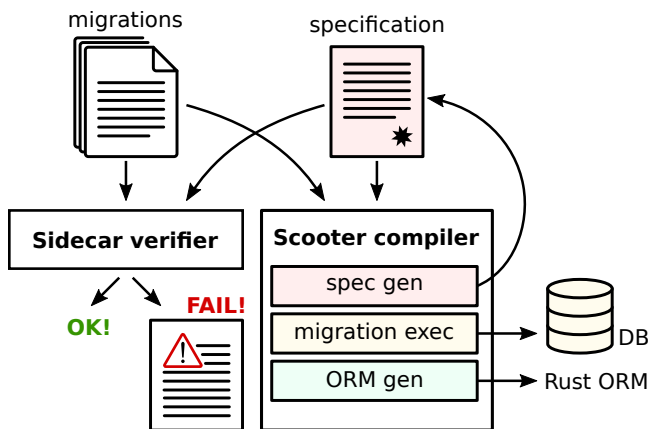 migrations
specification
Sidecar verifier
Scooter compiler
spec gen
OK!
FAIL!
migration exec
DB
ORM gen
Rust ORM